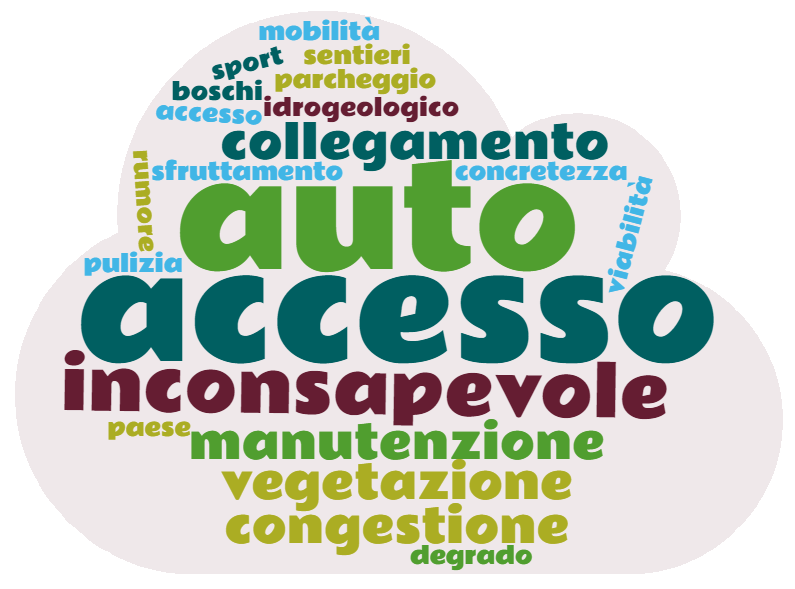 mobilità
sport
sentieri
boschi
parcheggio
accesso
idrogeologico
collegamento
rumore
sfruttamento
concretezza
auto
viabilità
pulizia
accesso
inconsapevole
paese
manutenzione
vegetazione
congestione
degrado